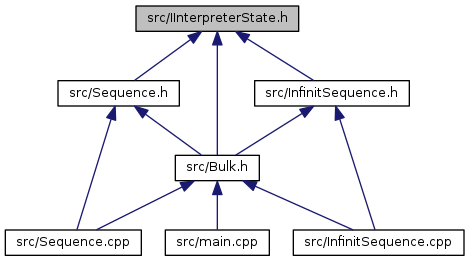 src/IInterpreterState.h
src/Sequence.h
src/InfinitSequence.h
src/Bulk.h
src/Sequence.cpp
src/main.cpp
src/InfinitSequence.cpp